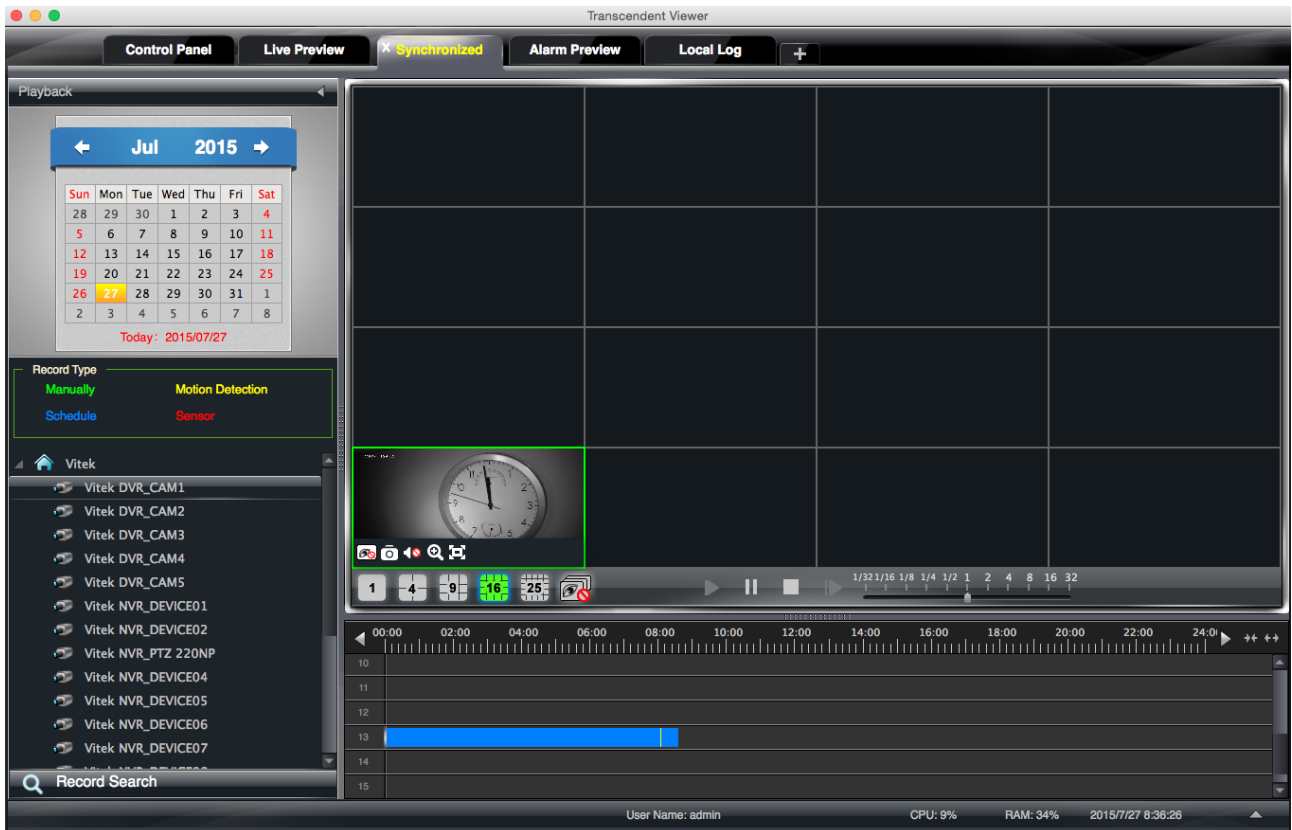 Transcendent Viewer
Control Panel
Live Preview
X Synchronized
Alarm Preview
Local Log
+
Playback
Jul 2015
Sun Mon Tue Wed Thu Fri Sat
28 29 30 1 2 3 4
5 6 7 8 9 10 11
12 13 14 15 16 17 18
19 20 21 22 23 24 25
26 27 28 29 30 31 1
2 3 4 5 6 7 8
Today: 2015/07/27
Record Type
Manually Motion Detection
Schedule Sensor
Vitek
Vitek DVR_CAM1
Vitek DVR_CAM2
Vitek DVR_CAM3
Vitek DVR_CAM4
Vitek DVR_CAM5
Vitek NVR_DEVICE01
Vitek NVR_DEVICE02
Vitek NVR_PTZ 220NP
Vitek NVR_DEVICE04
Vitek NVR_DEVICE05
Vitek NVR_DEVICE06
Vitek NVR_DEVICE07
Record Search
1 4 9 16 25
1/32 1/16 1/8 1/4 1/2 1 2 4 8 16 32
00:00 02:00 04:00 06:00 08:00 10:00 12:00 14:00 16:00 18:00 20:00 22:00 24:0
10
11
12
13
14
15
User Name: admin
CPU: 9%
RAM: 34%
2015/7/27 8:36:26